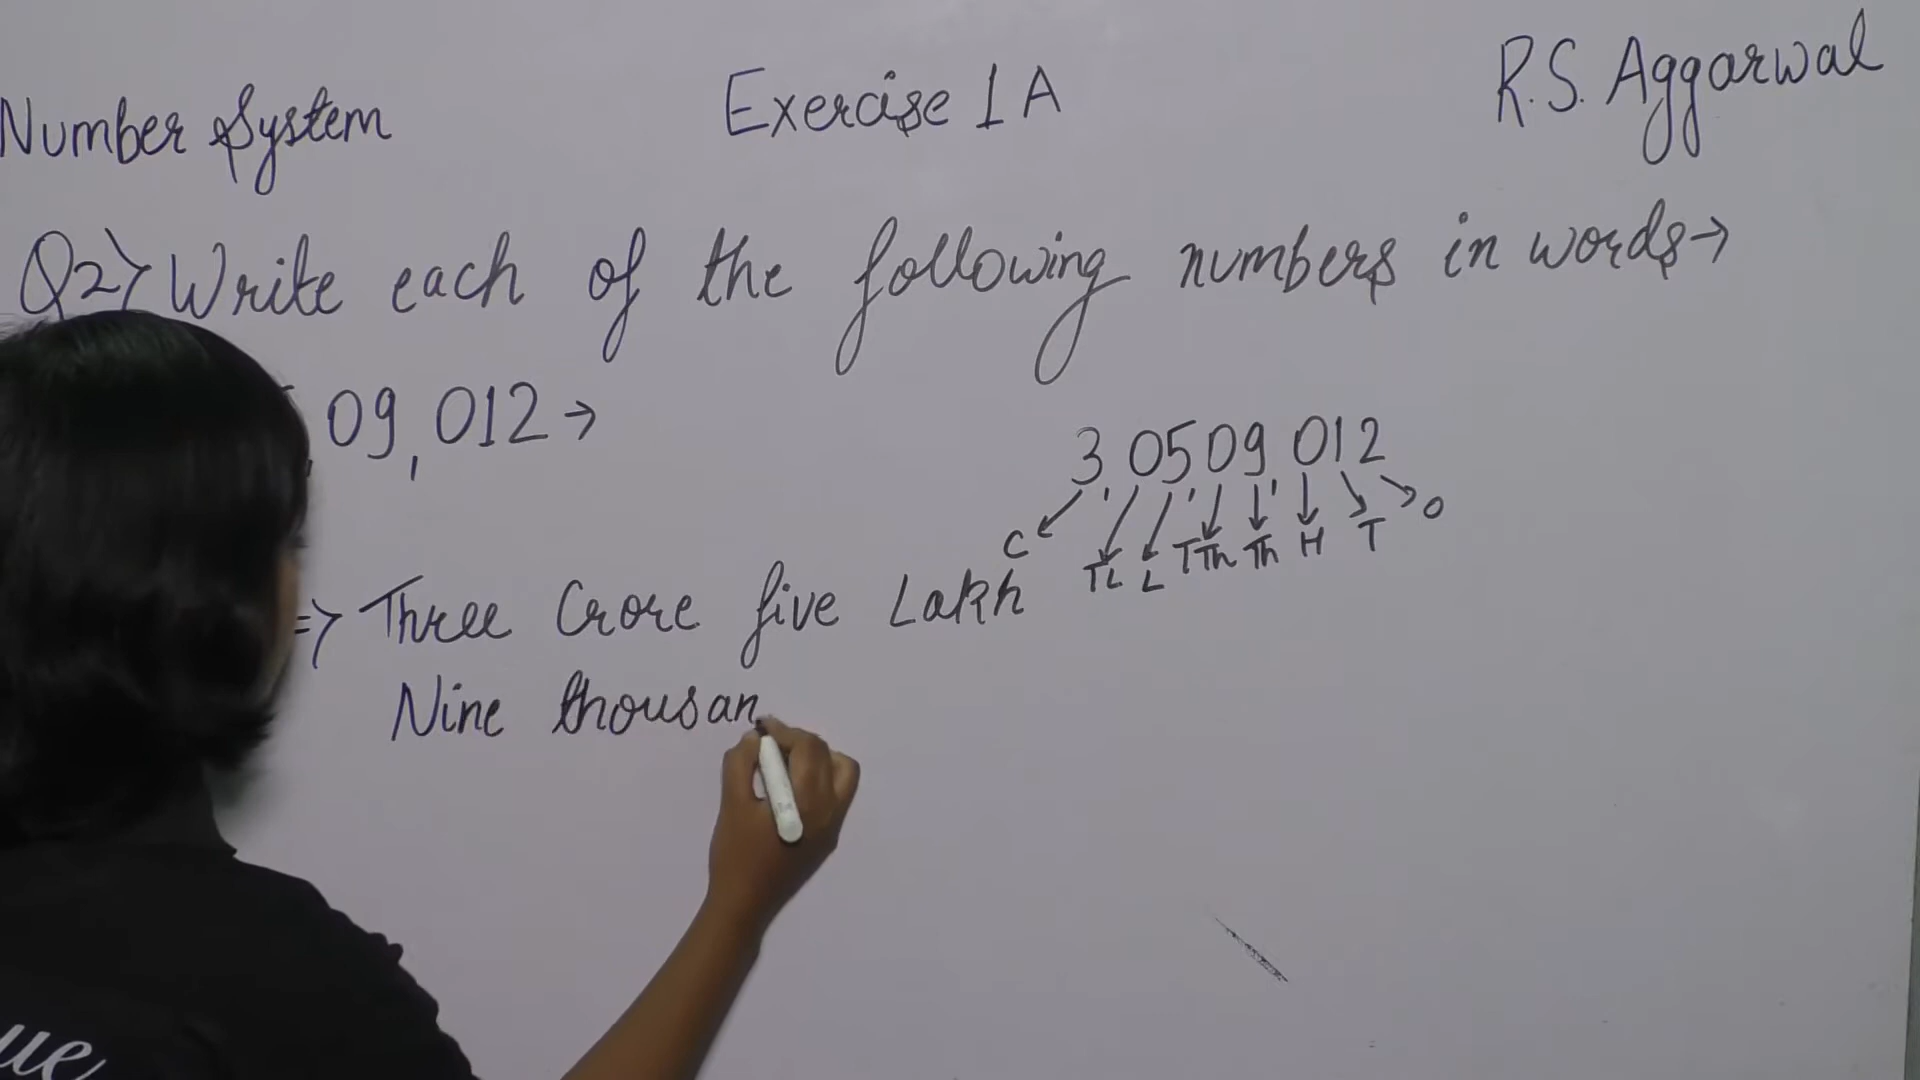 Number System
Exercise 1A
R.S. Aggarwal
Q2> Write each of the following numbers in words→
09,012→
3,05,09,012
C TL L TTh Th H T O
⇒ Three Crore five Lakh
Nine thousan
ue